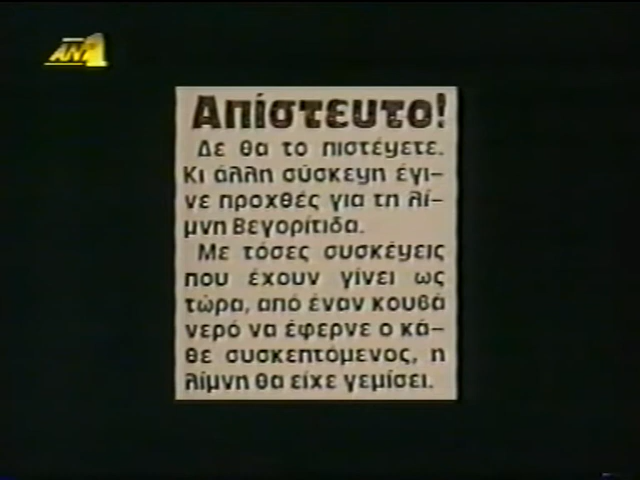 ΑΝΤ1
Απίστευτο!
Δε θα το πιστέψετε.
Κι άλλη σύσκεψη έγι-
νε προχθές για τη λί-
μνη Βεγορίτιδα.
Με τόσες συσκέψεις
που έχουν γίνει ως
τώρα, από έναν κουβά
νερό να έφερνε ο κά-
θε συσκεπτόμενος, η
λίμνη θα είχε γεμίσει.